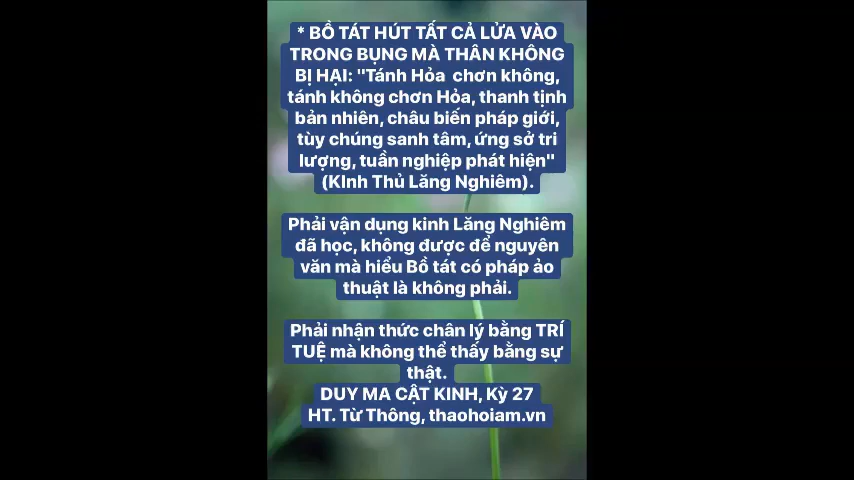 * BỒ TÁT HÚT TẤT CẢ LỬA VÀO
TRONG BỤNG MÀ THÂN KHÔNG
BỊ HẠI: "Tánh Hỏa chơn không,
tánh không chơn Hỏa, thanh tịnh
bản nhiên, châu biến pháp giới,
tùy chúng sanh tâm, ứng sở tri
lượng, tuần nghiệp phát hiện"
(KInh Thủ Lăng Nghiêm).
Phải vận dụng kinh Lăng Nghiêm
đã học, không được để nguyên
văn mà hiểu Bồ tát có pháp ảo
thuật là không phải.
Phải nhận thức chân lý bằng TRÍ
TUỆ mà không thể thấy bằng sự
thật.
DUY MA CẬT KINH, Kỳ 27
HT. Từ Thông, thaohoiam.vn